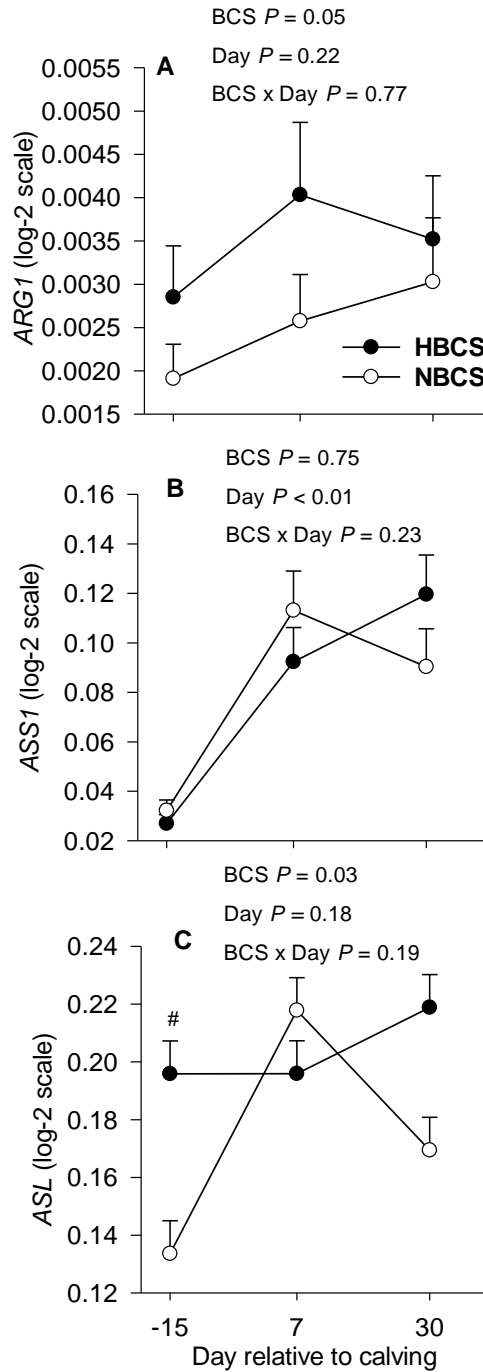 BCS P = 0.05
Day P = 0.22
BCS x Day P = 0.77
A
0.0055
0.0050
0.0045
0.0040
0.0035
0.0030
0.0025
0.0020
0.0015
ARG1 (log-2 scale)
HBCS
NBCS
BCS P = 0.75
Day P < 0.01
BCS x Day P = 0.23
B
0.16
0.14
0.12
0.10
0.08
0.06
0.04
0.02
ASS1 (log-2 scale)
BCS P = 0.03
Day P = 0.18
BCS x Day P = 0.19
C
0.24
0.22
0.20
0.18
0.16
0.14
0.12
ASL (log-2 scale)
#
-15 7 30
Day relative to calving